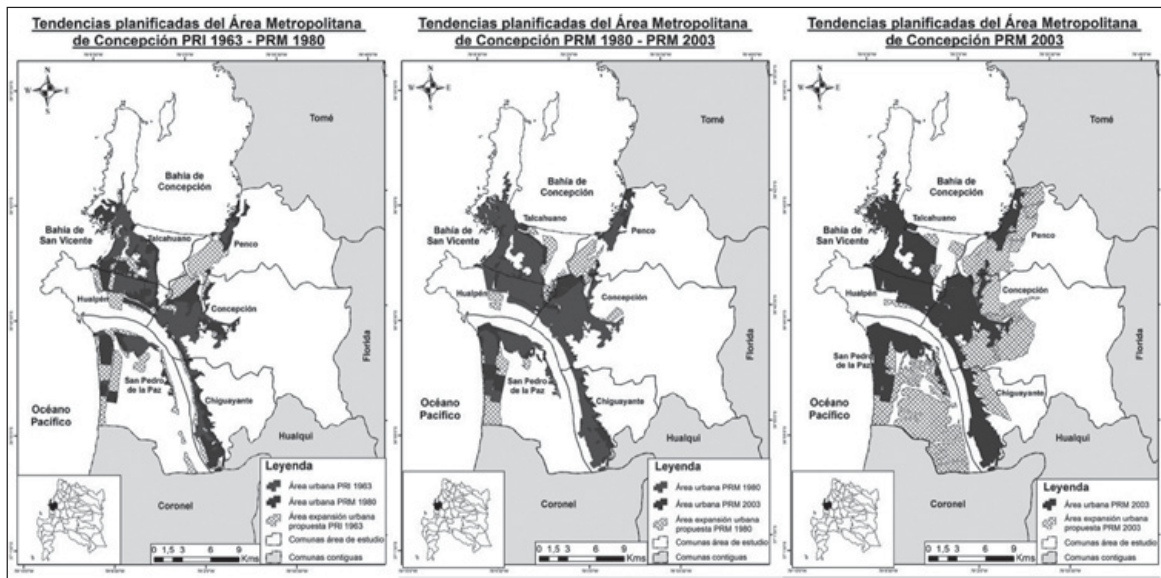 Tendencias planificadas del Área Metropolitana
de Concepción PRI 1963 - PRM 1980
N
W E
S
Tomé
Bahía de
Concepción
Bahía de
San Vicente
Talcahuano
Penco
Hualpén
Concepción
Florida
San Pedro
de la Paz
Chiguayante
Océano
Pacífico
Hualqui
Coronel
Leyenda
Área urbana PRI 1963
Área urbana PRM 1980
Área expansión urbana
propuesta PRI 1963
Comunas área de estudio
Comunas contiguas
0 1,5 3 6 9
Kms
Tendencias planificadas del Área Metropolitana
de Concepción PRM 1980 - PRM 2003
N
W E
S
Tomé
Bahía de
Concepción
Bahía de
San Vicente
Talcahuano
Penco
Hualpén
Concepción
Florida
San Pedro
de la Paz
Chiguayante
Océano
Pacífico
Hualqui
Coronel
Leyenda
Área urbana PRM 1980
Área urbana PRM 2003
Área expansión urbana
propuesta PRM 1980
Comunas área de estudio
Comunas contiguas
0 1,5 3 6 9
Kms
Tendencias planificadas del Área Metropolitana
de Concepción PRM 2003
N
W E
S
Tomé
Bahía de
Concepción
Bahía de
San Vicente
Talcahuano
Penco
Hualpén
Concepción
Florida
San Pedro
de la Paz
Chiguayante
Océano
Pacífico
Hualqui
Coronel
Leyenda
Área urbana PRM 2003
Área expansión urbana
propuesta PRM 2003
Comunas área de estudio
Comunas contiguas
0 1,5 3 6 9
Kms